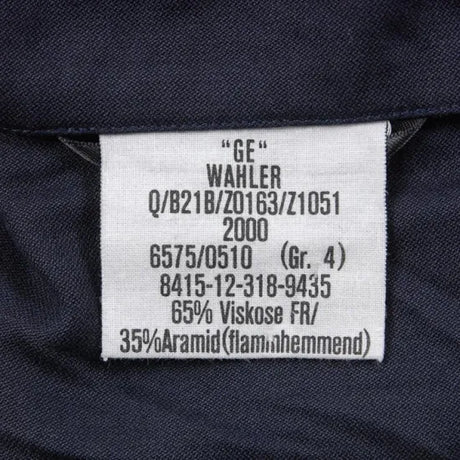 "GE"
WAHLER
Q/B21B/Z0163/Z1051
2000
6575/0510 (Gr. 4)
8415-12-318-9435
65% Viskose FR/
35%Aramid(flammhemmend)